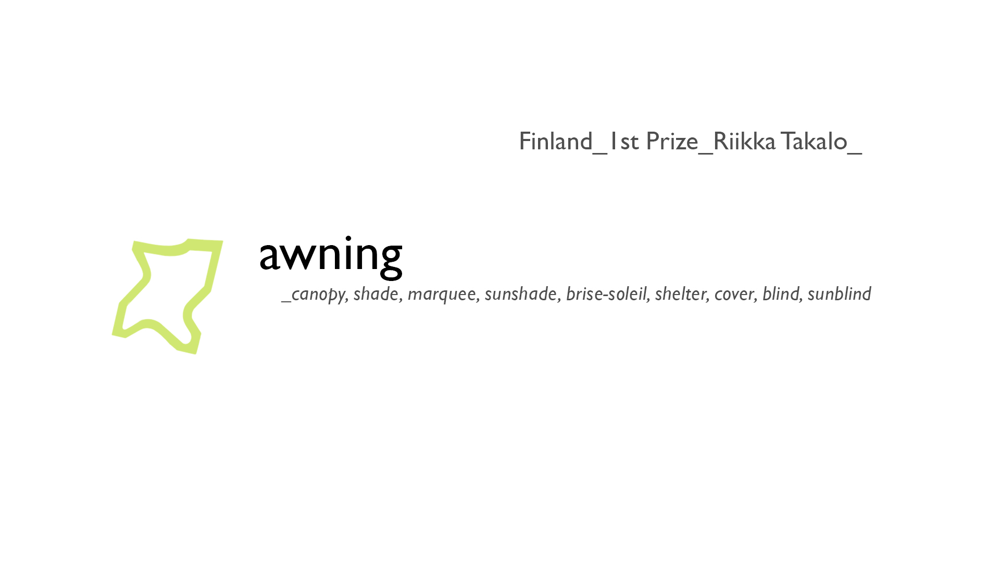 Finland_1st Prize_Riikka Takalo_
awning
_canopy, shade, marquee, sunshade, brise-soleil, shelter, cover, blind, sunblind